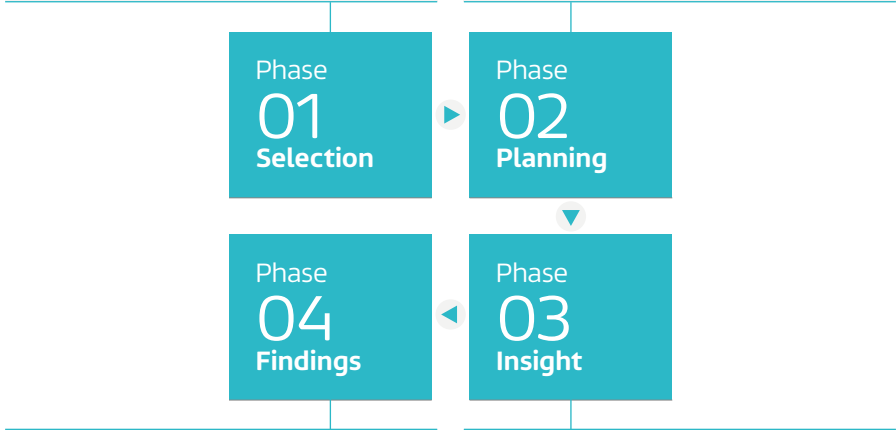 Phase
01
Selection
Phase
02
Planning
Phase
03
Insight
Phase
04
Findings